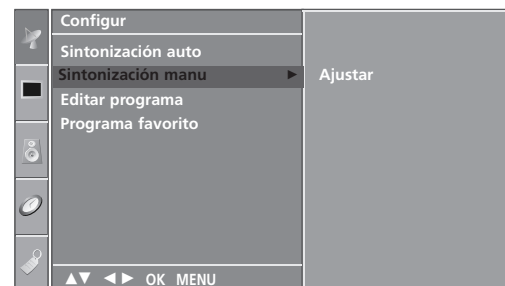 Configur
Sintonización auto
Sintonización manu ► Ajustar
Editar programa
Programa favorito
▲▼ ◄► OK MENU